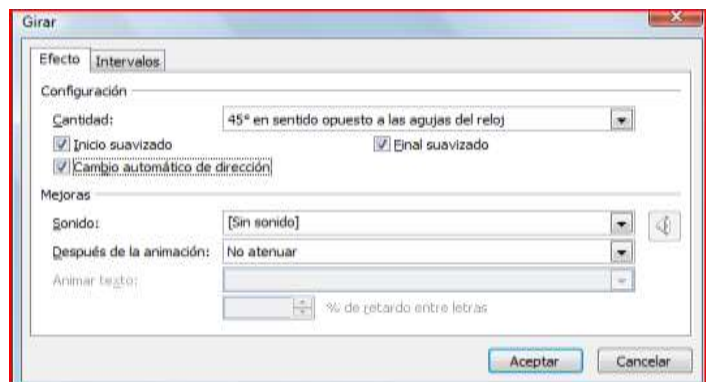 Girar
Efecto Intervalos
Configuración
Cantidad: 45º en sentido opuesto a las agujas del reloj
Inicio suavizado Final suavizado
Cambio automático de dirección
Mejoras
Sonido: [Sin sonido]
Después de la animación: No atenuar
Animar texto:
% de retardo entre letras
Aceptar Cancelar